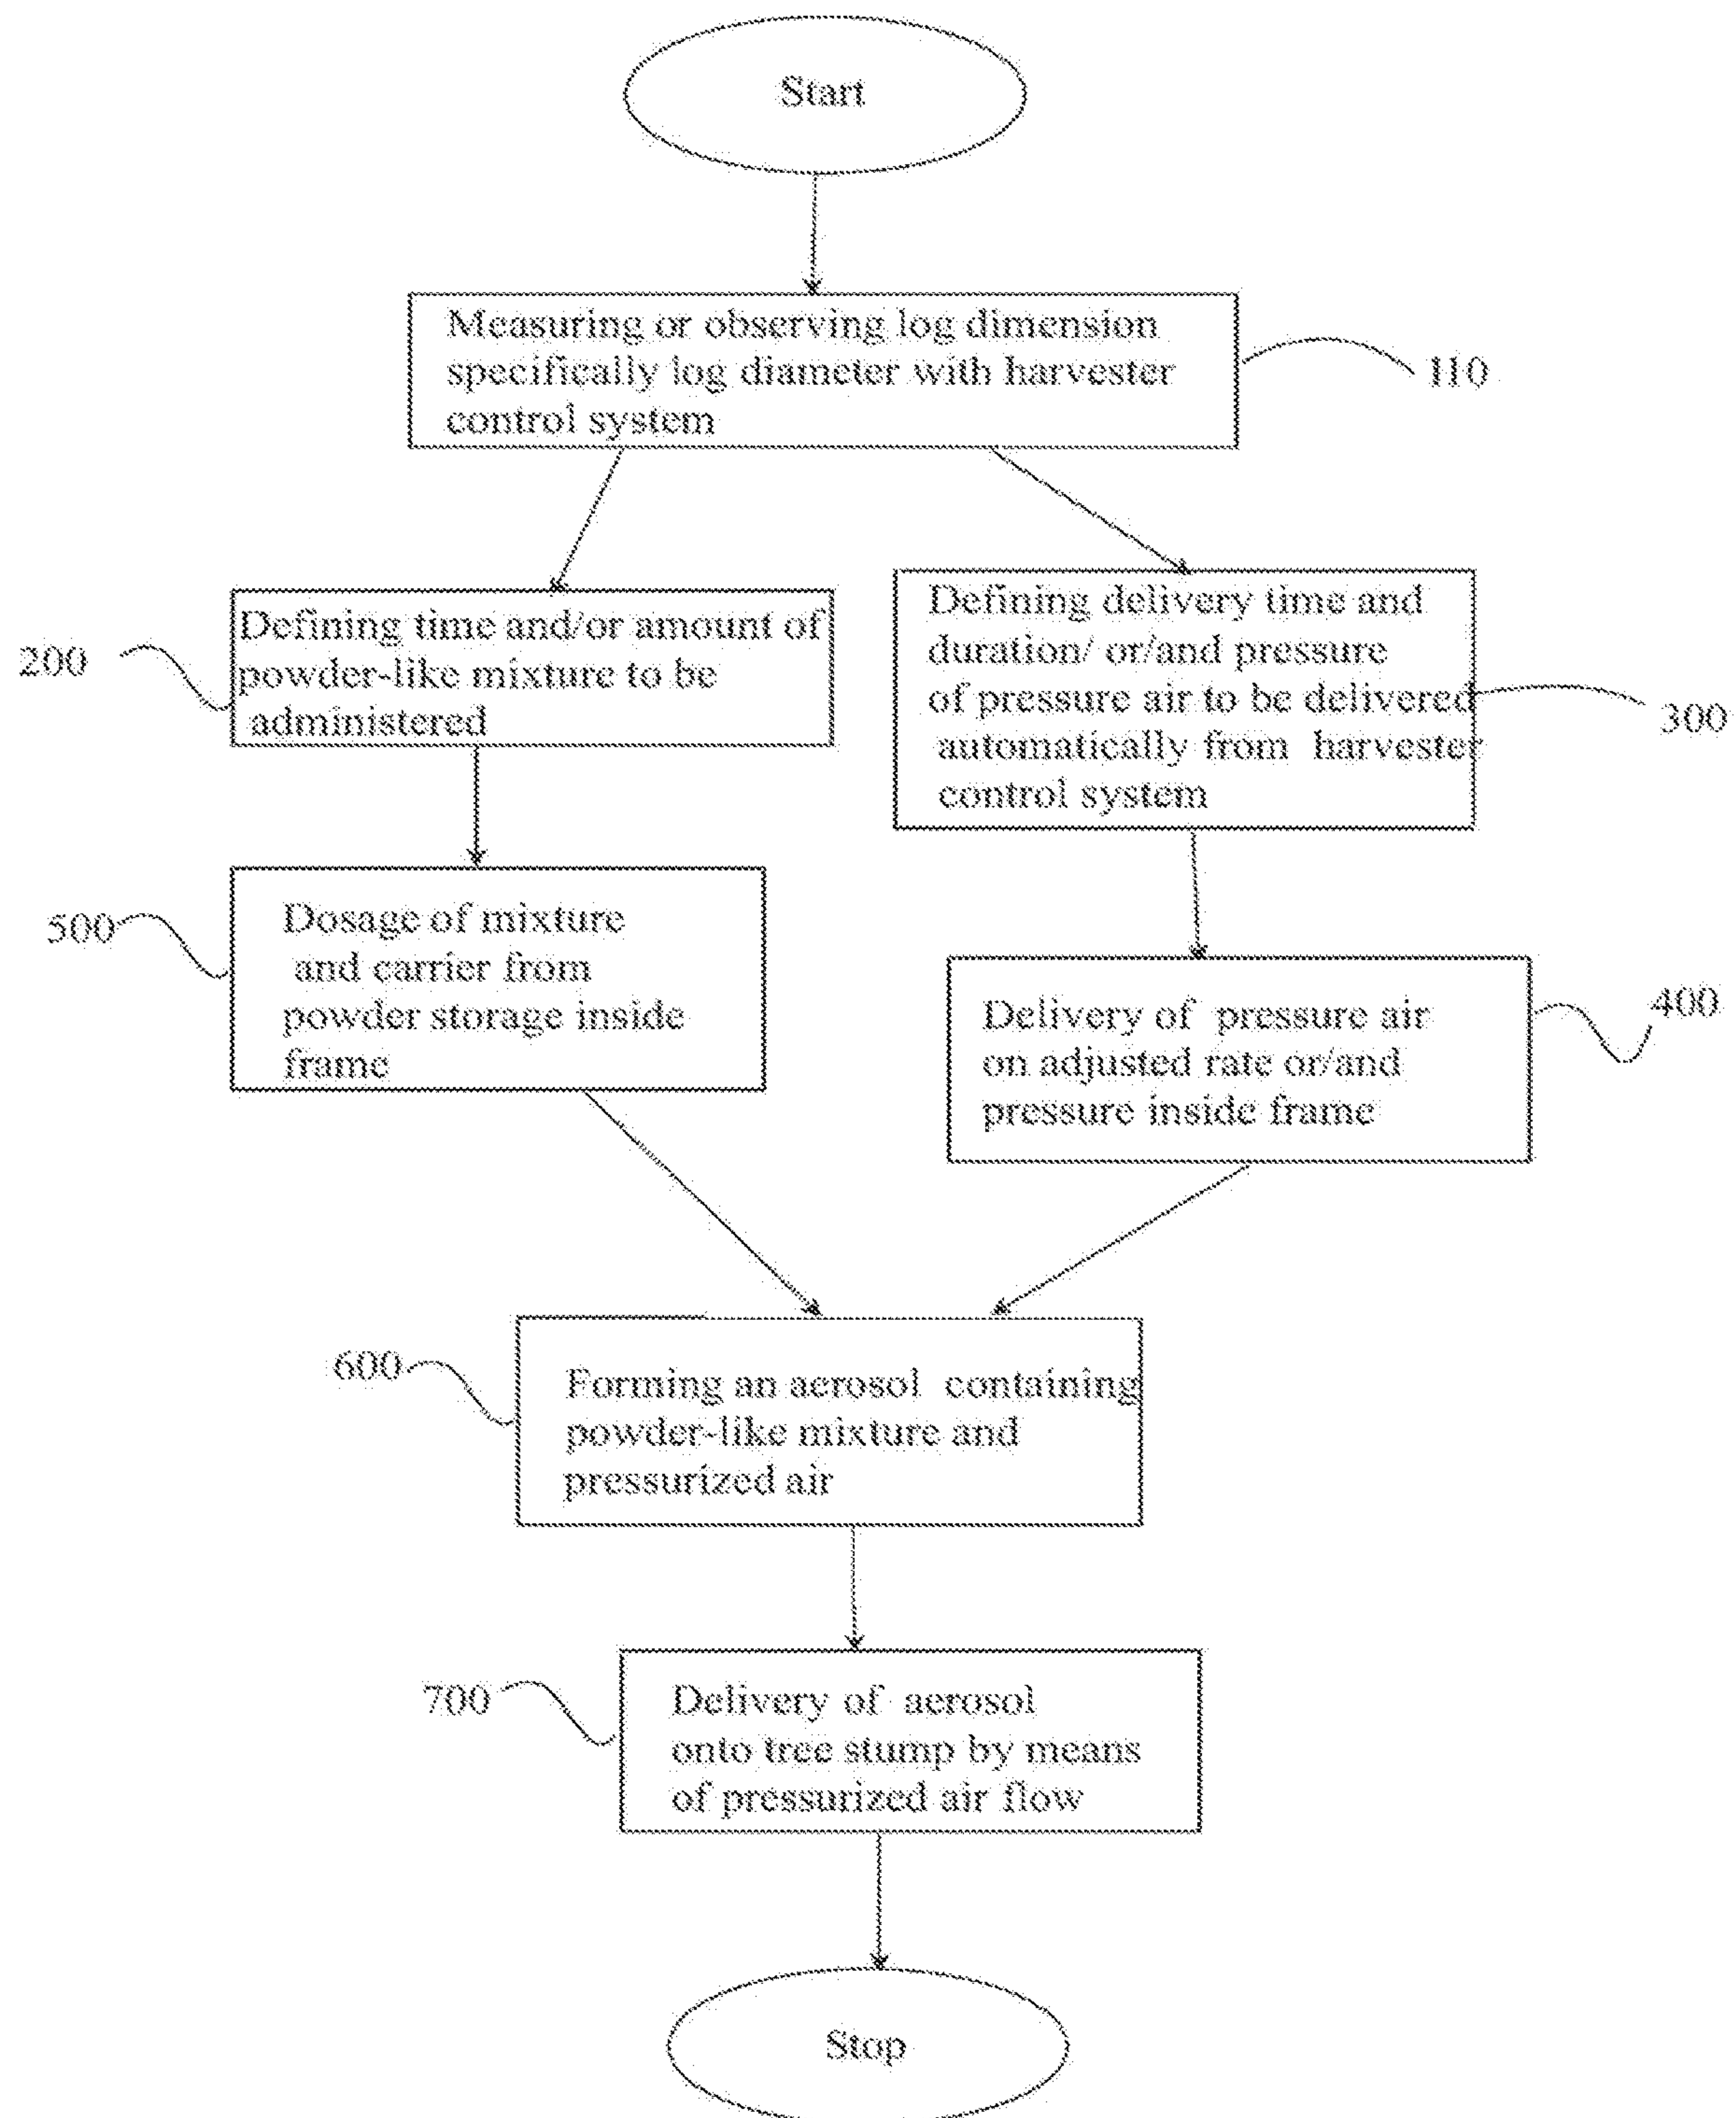 Start
Measuring or observing log dimension
specifically log diameter with harvester
control system
110
Defining time and/or amount of
powder-like mixture to be
administered
200
Defining delivery time and
duration/ or/and pressure
of pressure air to be delivered
automatically from harvester
control system
300
Dosage of mixture
and carrier from
powder storage inside
frame
500
Delivery of pressure air
on adjusted rate or/and
pressure inside frame
400
Forming an aerosol containing
powder-like mixture and
pressurized air
600
Delivery of aerosol
onto tree stump by means
of pressurized air flow
700
Stop